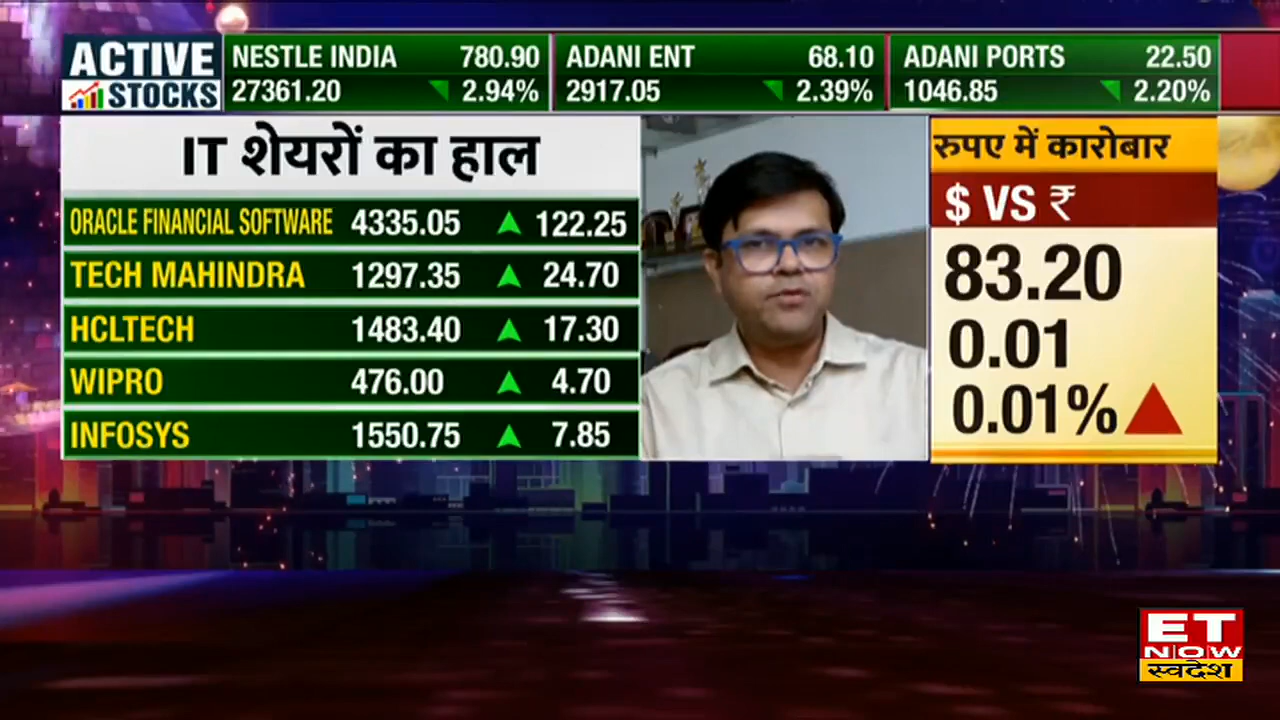 ACTIVE STOCKS
NESTLE INDIA 780.90
27361.20 2.94%
ADANI ENT 68.10
2917.05 2.39%
ADANI PORTS 22.50
1046.85 2.20%
IT शेयरों का हाल
ORACLE FINANCIAL SOFTWARE 4335.05 122.25
TECH MAHINDRA 1297.35 24.70
HCLTECH 1483.40 17.30
WIPRO 476.00 4.70
INFOSYS 1550.75 7.85
रुपए में कारोबार
$ VS ₹
83.20
0.01
0.01%
ET
NOW
स्वदेश